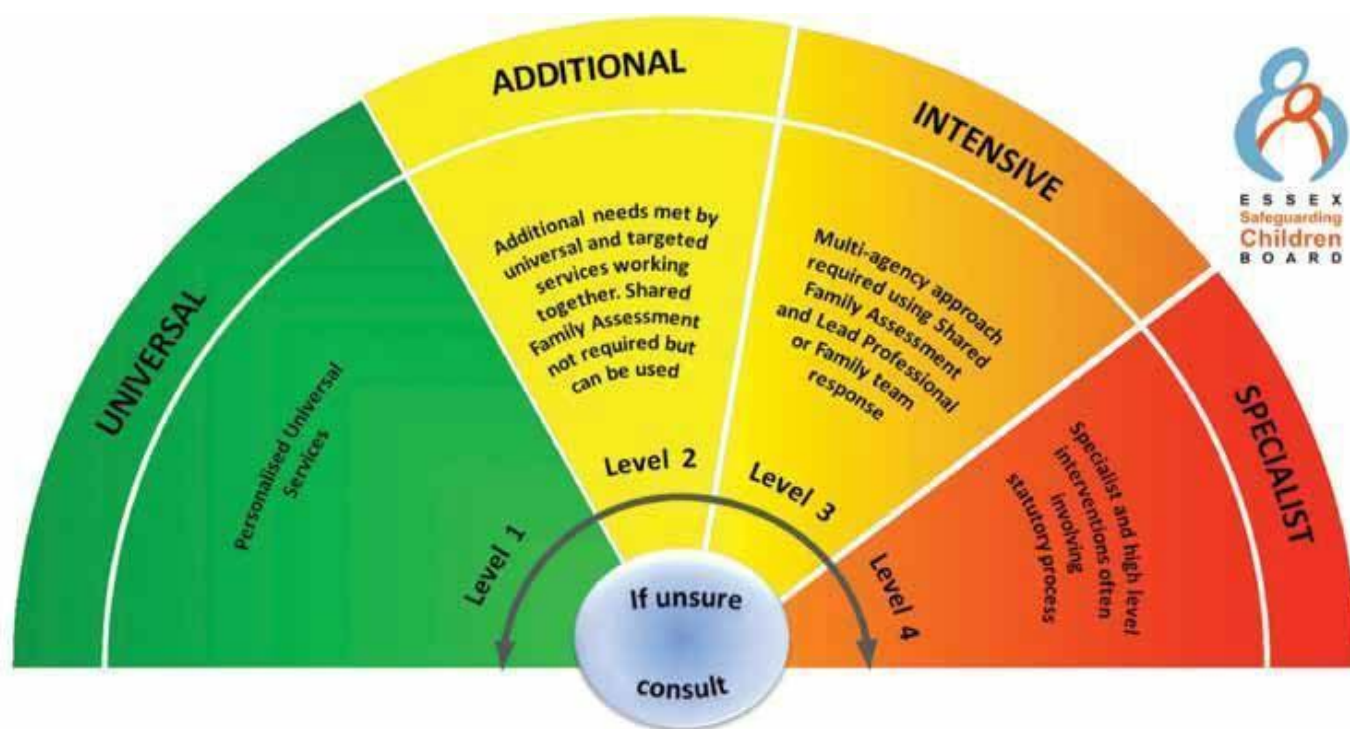 UNIVERSAL
Personalised Universal
Services
Level 1
ADDITIONAL
Additional needs met by
universal and targeted
services working
together. Shared
Family Assessment
not required but
can be used
Level 2
INTENSIVE
Multi-agency approach
required using Shared
Family Assessment
and Lead Professional
or Family team
response
Level 3
SPECIALIST
Specialist and high level
interventions often
involving
statutory process
Level 4
If unsure
consult
ESSEX
Safeguarding
Children
BOARD